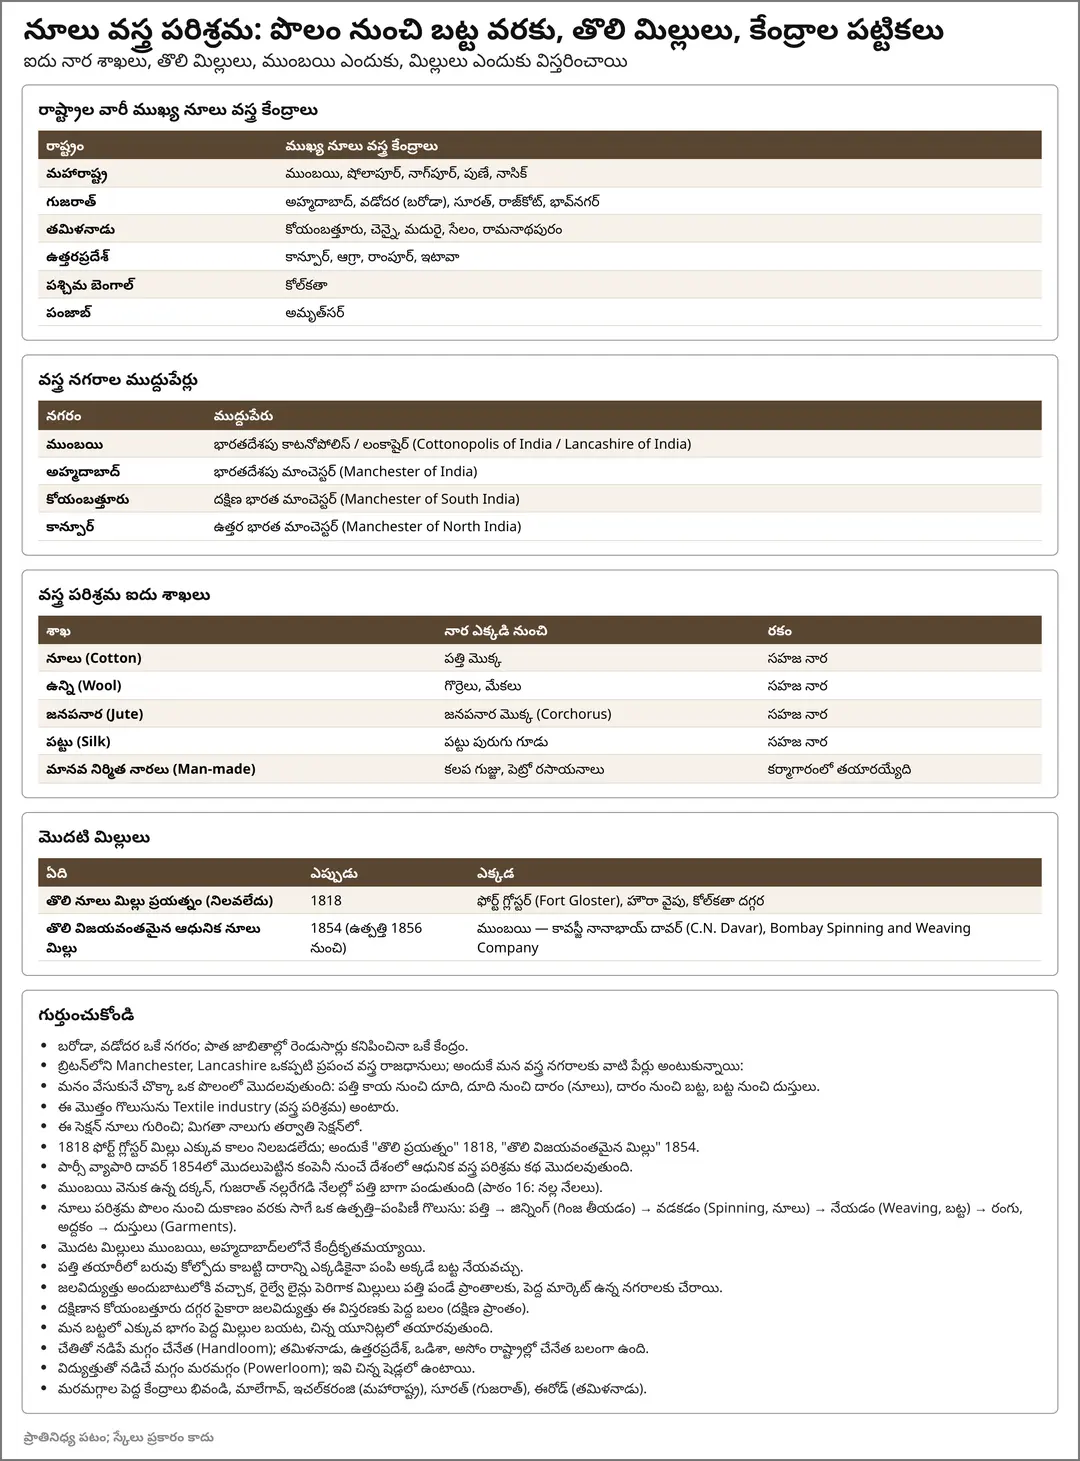 నూలు వస్త్ర పరిశ్రమ: పొలం నుంచి బట్ట వరకు, తొలి మిల్లులు, కేంద్రాల పట్టికలు
ఐదు నార శాఖలు, తొలి మిల్లులు, ముంబయి ఎందుకు, మిల్లులు ఎందుకు విస్తరించాయి
రాష్ట్రాల వారీ ముఖ్య నూలు వస్త్ర కేంద్రాలు
రాష్ట్రం ముఖ్య నూలు వస్త్ర కేంద్రాలు
మహారాష్ట్ర ముంబయి, షోలాపూర్, నాగ్‌పూర్, పుణే, నాసిక్
గుజరాత్ అహ్మదాబాద్, వడోదర (బరోడా), సూరత్, రాజ్‌కోట్, భావ్‌నగర్
తమిళనాడు కోయంబత్తూరు, చెన్నై, మదురై, సేలం, రామనాథపురం
ఉత్తరప్రదేశ్ కాన్పూర్, ఆగ్రా, రాంపూర్, ఇటావా
పశ్చిమ బెంగాల్ కోల్‌కతా
పంజాబ్ అమృత్‌సర్
వస్త్ర నగరాల ముద్దుపేర్లు
నగరం ముద్దుపేరు
ముంబయి భారతదేశపు కాటనోపోలిస్ / లంకాషైర్ (Cottonopolis of India / Lancashire of India)
అహ్మదాబాద్ భారతదేశపు మాంచెస్టర్ (Manchester of India)
కోయంబత్తూరు దక్షిణ భారత మాంచెస్టర్ (Manchester of South India)
కాన్పూర్ ఉత్తర భారత మాంచెస్టర్ (Manchester of North India)
వస్త్ర పరిశ్రమ ఐదు శాఖలు
శాఖ నార ఎక్కడి నుంచి రకం
నూలు (Cotton) పత్తి మొక్క సహజ నార
ఉన్ని (Wool) గొర్రెలు, మేకలు సహజ నార
జనపనార (Jute) జనపనార మొక్క (Corchorus) సహజ నార
పట్టు (Silk) పట్టు పురుగు గూడు సహజ నార
మానవ నిర్మిత నారలు (Man-made) కలప గుజ్జు, పెట్రో రసాయనాలు కర్మాగారంలో తయారయ్యేది
మొదటి మిల్లులు
ఏది ఎప్పుడు ఎక్కడ
తొలి నూలు మిల్లు ప్రయత్నం (నిలవలేదు) 1818 ఫోర్ట్ గ్లోస్టర్ (Fort Gloster), హౌరా వైపు, కోల్‌కతా దగ్గర
తొలి విజయవంతమైన ఆధునిక నూలు మిల్లు 1854 (ఉత్పత్తి 1856 నుంచి) ముంబయి — కావస్జీ నానాభాయ్ దావర్ (C.N. Davar), Bombay Spinning and Weaving Company
గుర్తుంచుకోండి
• బరోడా, వడోదర ఒకే నగరం; పాత జాబితాల్లో రెండుసార్లు కనిపించినా ఒకే కేంద్రం.
• బ్రిటన్‌లోని Manchester, Lancashire ఒకప్పటి ప్రపంచ వస్త్ర రాజధానులు; అందుకే మన వస్త్ర నగరాలకు వాటి పేర్లు అంటుకున్నాయి:
• మనం వేసుకునే చొక్కా ఒక పొలంలో మొదలవుతుంది: పత్తి కాయ నుంచి దూది, దూది నుంచి దారం (నూలు), దారం నుంచి బట్ట, బట్ట నుంచి దుస్తులు.
• ఈ మొత్తం గొలుసును Textile industry (వస్త్ర పరిశ్రమ) అంటారు.
• ఈ సెక్షన్ నూలు గురించి; మిగతా నాలుగు తర్వాతి సెక్షన్‌లో.
• 1818 ఫోర్ట్ గ్లోస్టర్ మిల్లు ఎక్కువ కాలం నిలబడలేదు; అందుకే "తొలి ప్రయత్నం" 1818, "తొలి విజయవంతమైన మిల్లు" 1854.
• పార్సీ వ్యాపారి దావర్ 1854లో మొదలుపెట్టిన కంపెనీ నుంచే దేశంలో ఆధునిక వస్త్ర పరిశ్రమ కథ మొదలవుతుంది.
• ముంబయి వెనుక ఉన్న దక్కన్, గుజరాత్ నల్లరేగడి నేలల్లో పత్తి బాగా పండుతుంది (పాఠం 16: నల్ల నేలలు).
• నూలు పరిశ్రమ పొలం నుంచి దుకాణం వరకు సాగే ఒక ఉత్పత్తి–పంపిణీ గొలుసు: పత్తి → జిన్నింగ్ (గింజ తీయడం) → వడకడం (Spinning, నూలు) → నేయడం (Weaving, బట్ట) → రంగు,
అద్దకం → దుస్తులు (Garments).
• మొదట మిల్లులు ముంబయి, అహ్మదాబాద్‌లలోనే కేంద్రీకృతమయ్యాయి.
• పత్తి తయారీలో బరువు కోల్పోదు కాబట్టి దారాన్ని ఎక్కడికైనా పంపి అక్కడే బట్ట నేయవచ్చు.
• జలవిద్యుత్తు అందుబాటులోకి వచ్చాక, రైల్వే లైన్లు పెరిగాక మిల్లులు పత్తి పండే ప్రాంతాలకు, పెద్ద మార్కెట్ ఉన్న నగరాలకు చేరాయి.
• దక్షిణాన కోయంబత్తూరు దగ్గర పైకారా జలవిద్యుత్తు ఈ విస్తరణకు పెద్ద బలం (దక్షిణ ప్రాంతం).
• మన బట్టలో ఎక్కువ భాగం పెద్ద మిల్లుల బయట, చిన్న యూనిట్లలో తయారవుతుంది.
• చేతితో నడిపే మగ్గం చేనేత (Handloom); తమిళనాడు, ఉత్తరప్రదేశ్, ఒడిశా, అసోం రాష్ట్రాల్లో చేనేత బలంగా ఉంది.
• విద్యుత్తుతో నడిచే మగ్గం మరమగ్గం (Powerloom); ఇవి చిన్న షెడ్లలో ఉంటాయి.
• మరమగ్గాల పెద్ద కేంద్రాలు భివండి, మాలేగావ్, ఇచల్‌కరంజి (మహారాష్ట్ర), సూరత్ (గుజరాత్), ఈరోడ్ (తమిళనాడు).
ప్రాతినిధ్య పటం; స్కేలు ప్రకారం కాదు